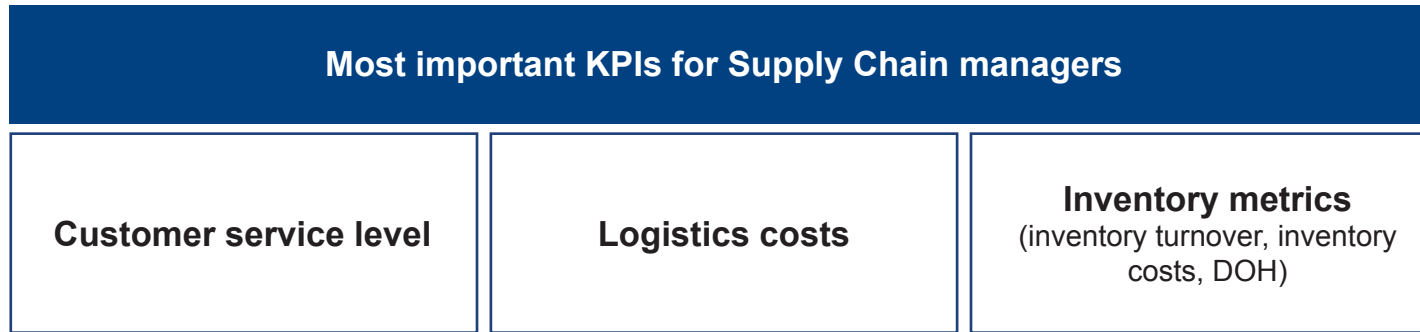 Most important KPIs for Supply Chain managers
Customer service level
Logistics costs
Inventory metrics
(inventory turnover, inventory
costs, DOH)